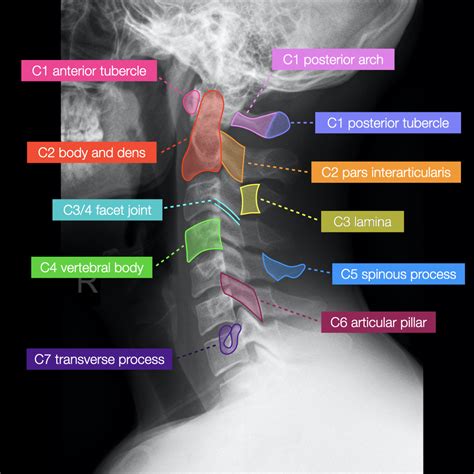 C1 posterior arch
C1 anterior tubercle
C1 posterior tubercle
C2 body and dens
C2 pars interarticularis
C3/4 facet joint
C3 lamina
C4 vertebral body
C5 spinous process
R
C6 articular pillar
C7 transverse process